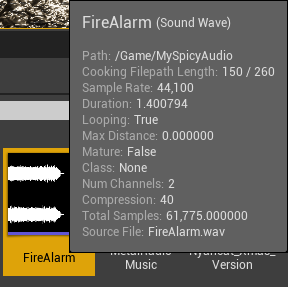 FireAlarm (Sound Wave)
Path: /Game/MySpicyAudio
Cooking Filepath Length: 150 / 260
Sample Rate: 44,100
Duration: 1.400794
Looping: True
Max Distance: 0.000000
Mature: False
Class: None
Num Channels: 2
Compression: 40
Total Samples: 61,775.000000
Source File: FireAlarm.wav
FireAlarm
Music
Version